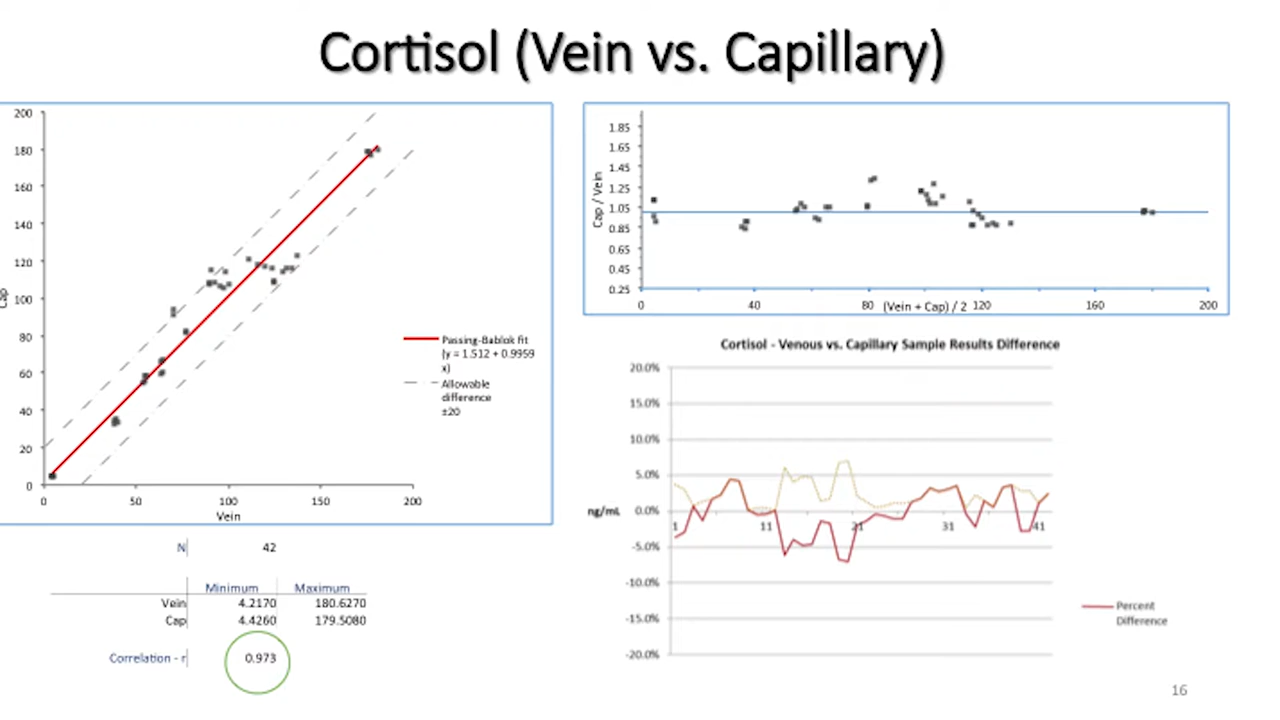 Cortisol (Vein vs. Capillary)
200
180
160
140
120
100
80
60
40
20
0
Cap
0 50 100 150 200
Vein
Passing-Bablok fit
(y = 1.512 + 0.9959
x)
Allowable
difference
±20
N 42
Minimum Maximum
Vein 4.2170 180.6270
Cap 4.4260 179.5080
Correlation - r 0.973
1.85
1.65
1.45
1.25
1.05
0.85
0.65
0.45
0.25
Cap / Vein
0 40 80 120 160 200
(Vein + Cap) / 2
Cortisol - Venous vs. Capillary Sample Results Difference
20.0%
15.0%
10.0%
5.0%
0.0%
-5.0%
-10.0%
-15.0%
-20.0%
ng/mL
1 11 21 31 41
Percent
Difference
16